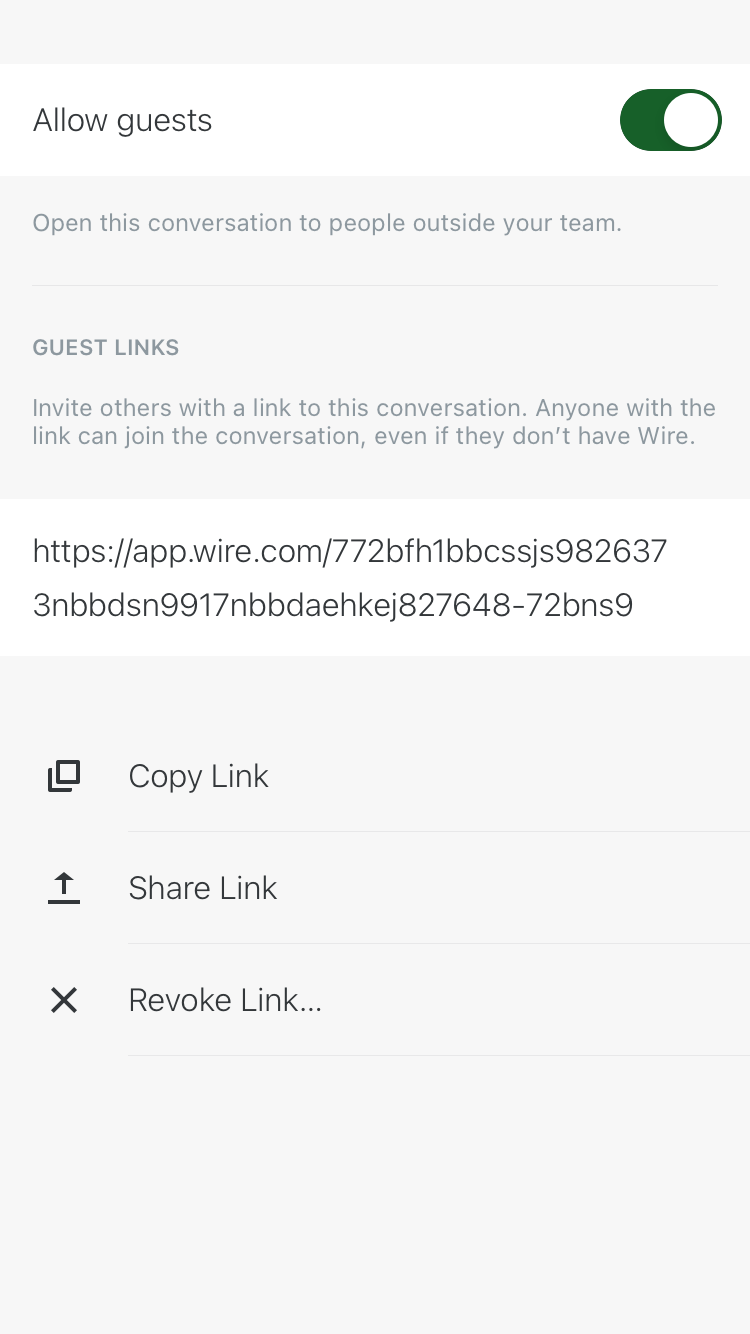 Allow guests
Open this conversation to people outside your team.
GUEST LINKS
Invite others with a link to this conversation. Anyone with the
link can join the conversation, even if they don’t have Wire.
https://app.wire.com/772bfh1bbcssjs982637
3nbbdsn9917nbbdaehkej827648-72bns9
Copy Link
Share Link
Revoke Link...